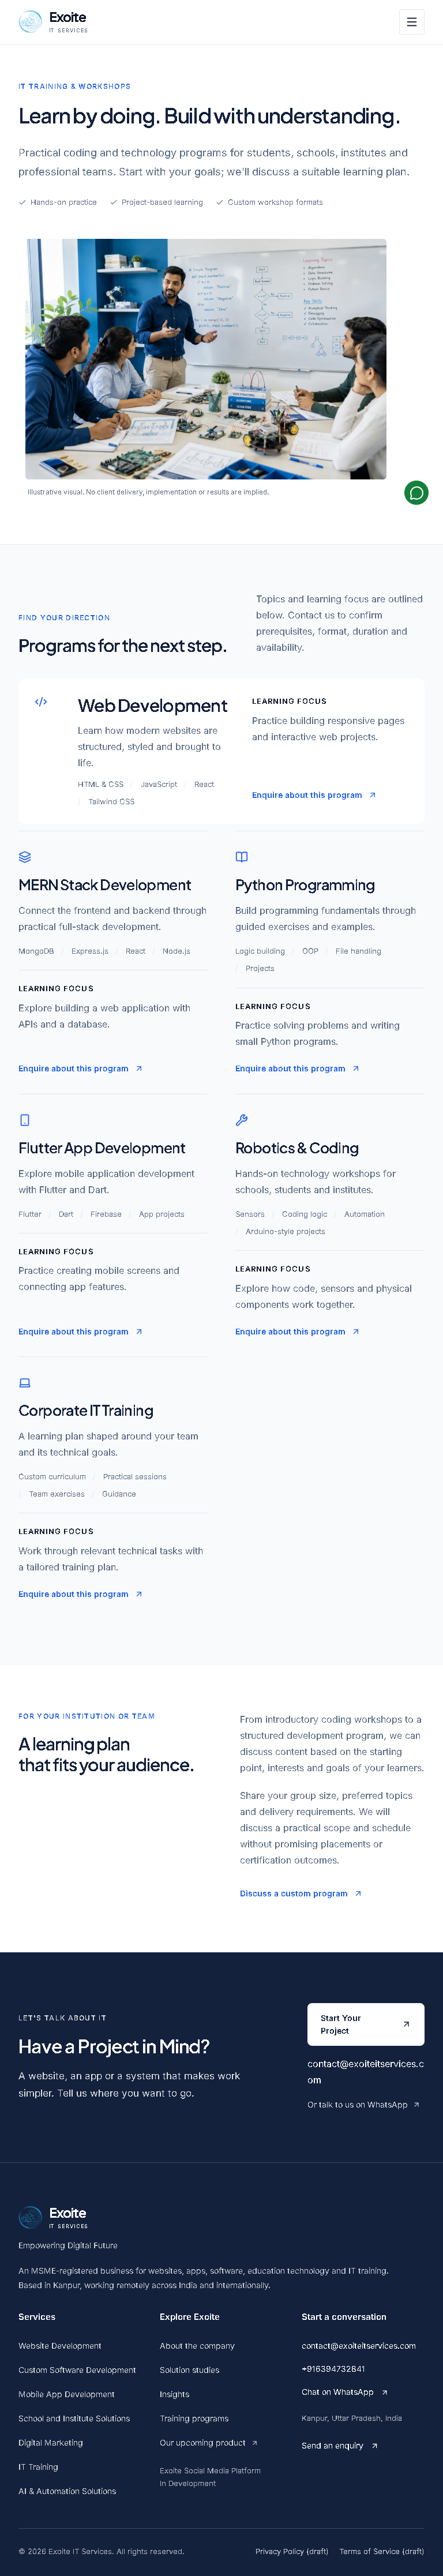 Exoite
IT SERVICES
IT TRAINING & WORKSHOPS
Learn by doing. Build with understanding.
Practical coding and technology programs for students, schools, institutes and
professional teams. Start with your goals; we'll discuss a suitable learning plan.
Hands-on practice
Project-based learning
Custom workshop formats
Illustrative visual. No client delivery, implementation or results are implied.
FIND YOUR DIRECTION
Programs for the next step.
Topics and learning focus are outlined
below. Contact us to confirm
prerequisites, format, duration and
availability.
Web Development
Learn how modern websites are
structured, styled and brought to
life.
HTML & CSS / JavaScript / React
/ Tailwind CSS
LEARNING FOCUS
Practice building responsive pages
and interactive web projects.
Enquire about this program
MERN Stack Development
Connect the frontend and backend through
practical full-stack development.
MongoDB / Express.js / React / Node.js
LEARNING FOCUS
Explore building a web application with
APIs and a database.
Enquire about this program
Python Programming
Build programming fundamentals through
guided exercises and examples.
Logic building / OOP / File handling
/ Projects
LEARNING FOCUS
Practice solving problems and writing
small Python programs.
Enquire about this program
Flutter App Development
Explore mobile application development
with Flutter and Dart.
Flutter / Dart / Firebase / App projects
LEARNING FOCUS
Practice creating mobile screens and
connecting app features.
Enquire about this program
Robotics & Coding
Hands-on technology workshops for
schools, students and institutes.
Sensors / Coding logic / Automation
/ Arduino-style projects
LEARNING FOCUS
Explore how code, sensors and physical
components work together.
Enquire about this program
Corporate IT Training
A learning plan shaped around your team
and its technical goals.
Custom curriculum / Practical sessions
/ Team exercises / Guidance
LEARNING FOCUS
Work through relevant technical tasks with
a tailored training plan.
Enquire about this program
FOR YOUR INSTITUTION OR TEAM
A learning plan
that fits your audience.
From introductory coding workshops to a
structured development program, we can
discuss content based on the starting
point, interests and goals of your learners.
Share your group size, preferred topics
and delivery requirements. We will
discuss a practical scope and schedule
without promising placements or
certification outcomes.
Discuss a custom program
LET'S TALK ABOUT IT
Have a Project in Mind?
A website, an app or a system that makes work
simpler. Tell us where you want to go.
Start Your
Project
contact@exoiteitservices.c
om
Or talk to us on WhatsApp
Exoite
IT SERVICES
Empowering Digital Future
An MSME-registered business for websites, apps, software, education technology and IT training.
Based in Kanpur, working remotely across India and internationally.
Services
Website Development
Custom Software Development
Mobile App Development
School and Institute Solutions
Digital Marketing
IT Training
AI & Automation Solutions
Explore Exoite
About the company
Solution studies
Insights
Training programs
Our upcoming product
Exoite Social Media Platform
In Development
Start a conversation
contact@exoiteitservices.com
+916394732841
Chat on WhatsApp
Kanpur, Uttar Pradesh, India
Send an enquiry
© 2026 Exoite IT Services. All rights reserved.
Privacy Policy (draft)
Terms of Service (draft)